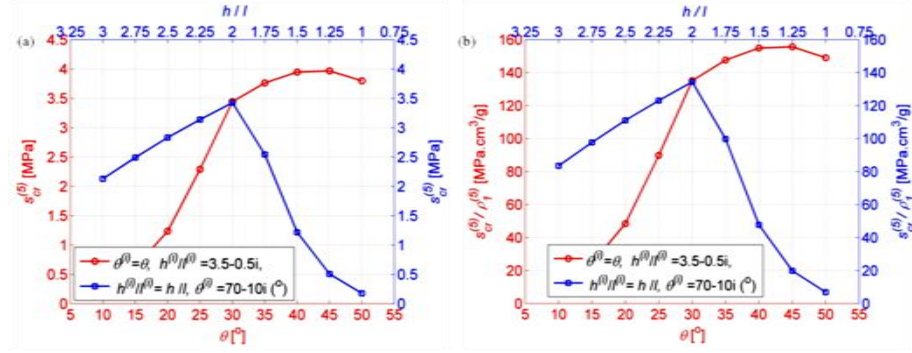 h / l
h / l
(a)
3.25 3 2.75 2.5 2.25 2 1.75 1.5 1.25 1 0.75
(b)
3.25 3 2.75 2.5 2.25 2 1.75 1.5 1.25 1 0.75
4.5 4.5 160 160
4 4 140 140
3.5 3.5 120 120
3 3 100 100
2.5 2.5 80 80
2 2 60 60
1.5 1.5 40 40
1 1 20 20
0.5 0.5 0 0
0 0
s_cr^(5) [MPa]
s_cr^(5) [MPa]
s_cr^(5) / ρ_1^(5) [MPa.cm³/g]
s_cr^(5) / ρ_1^(5) [MPa.cm³/g]
θ^(i)=θ, h^(i)/l^(i) =3.5-0.5i,
h^(i)/l^(i) = h / l, θ^(i) =70-10i (°)
θ^(i)=θ, h^(i)/l^(i) =3.5-0.5i,
h^(i)/l^(i) = h / l, θ^(i) =70-10i (°)
5 10 15 20 25 30 35 40 45 50 55
5 10 15 20 25 30 35 40 45 50 55
θ [°]
θ [°]